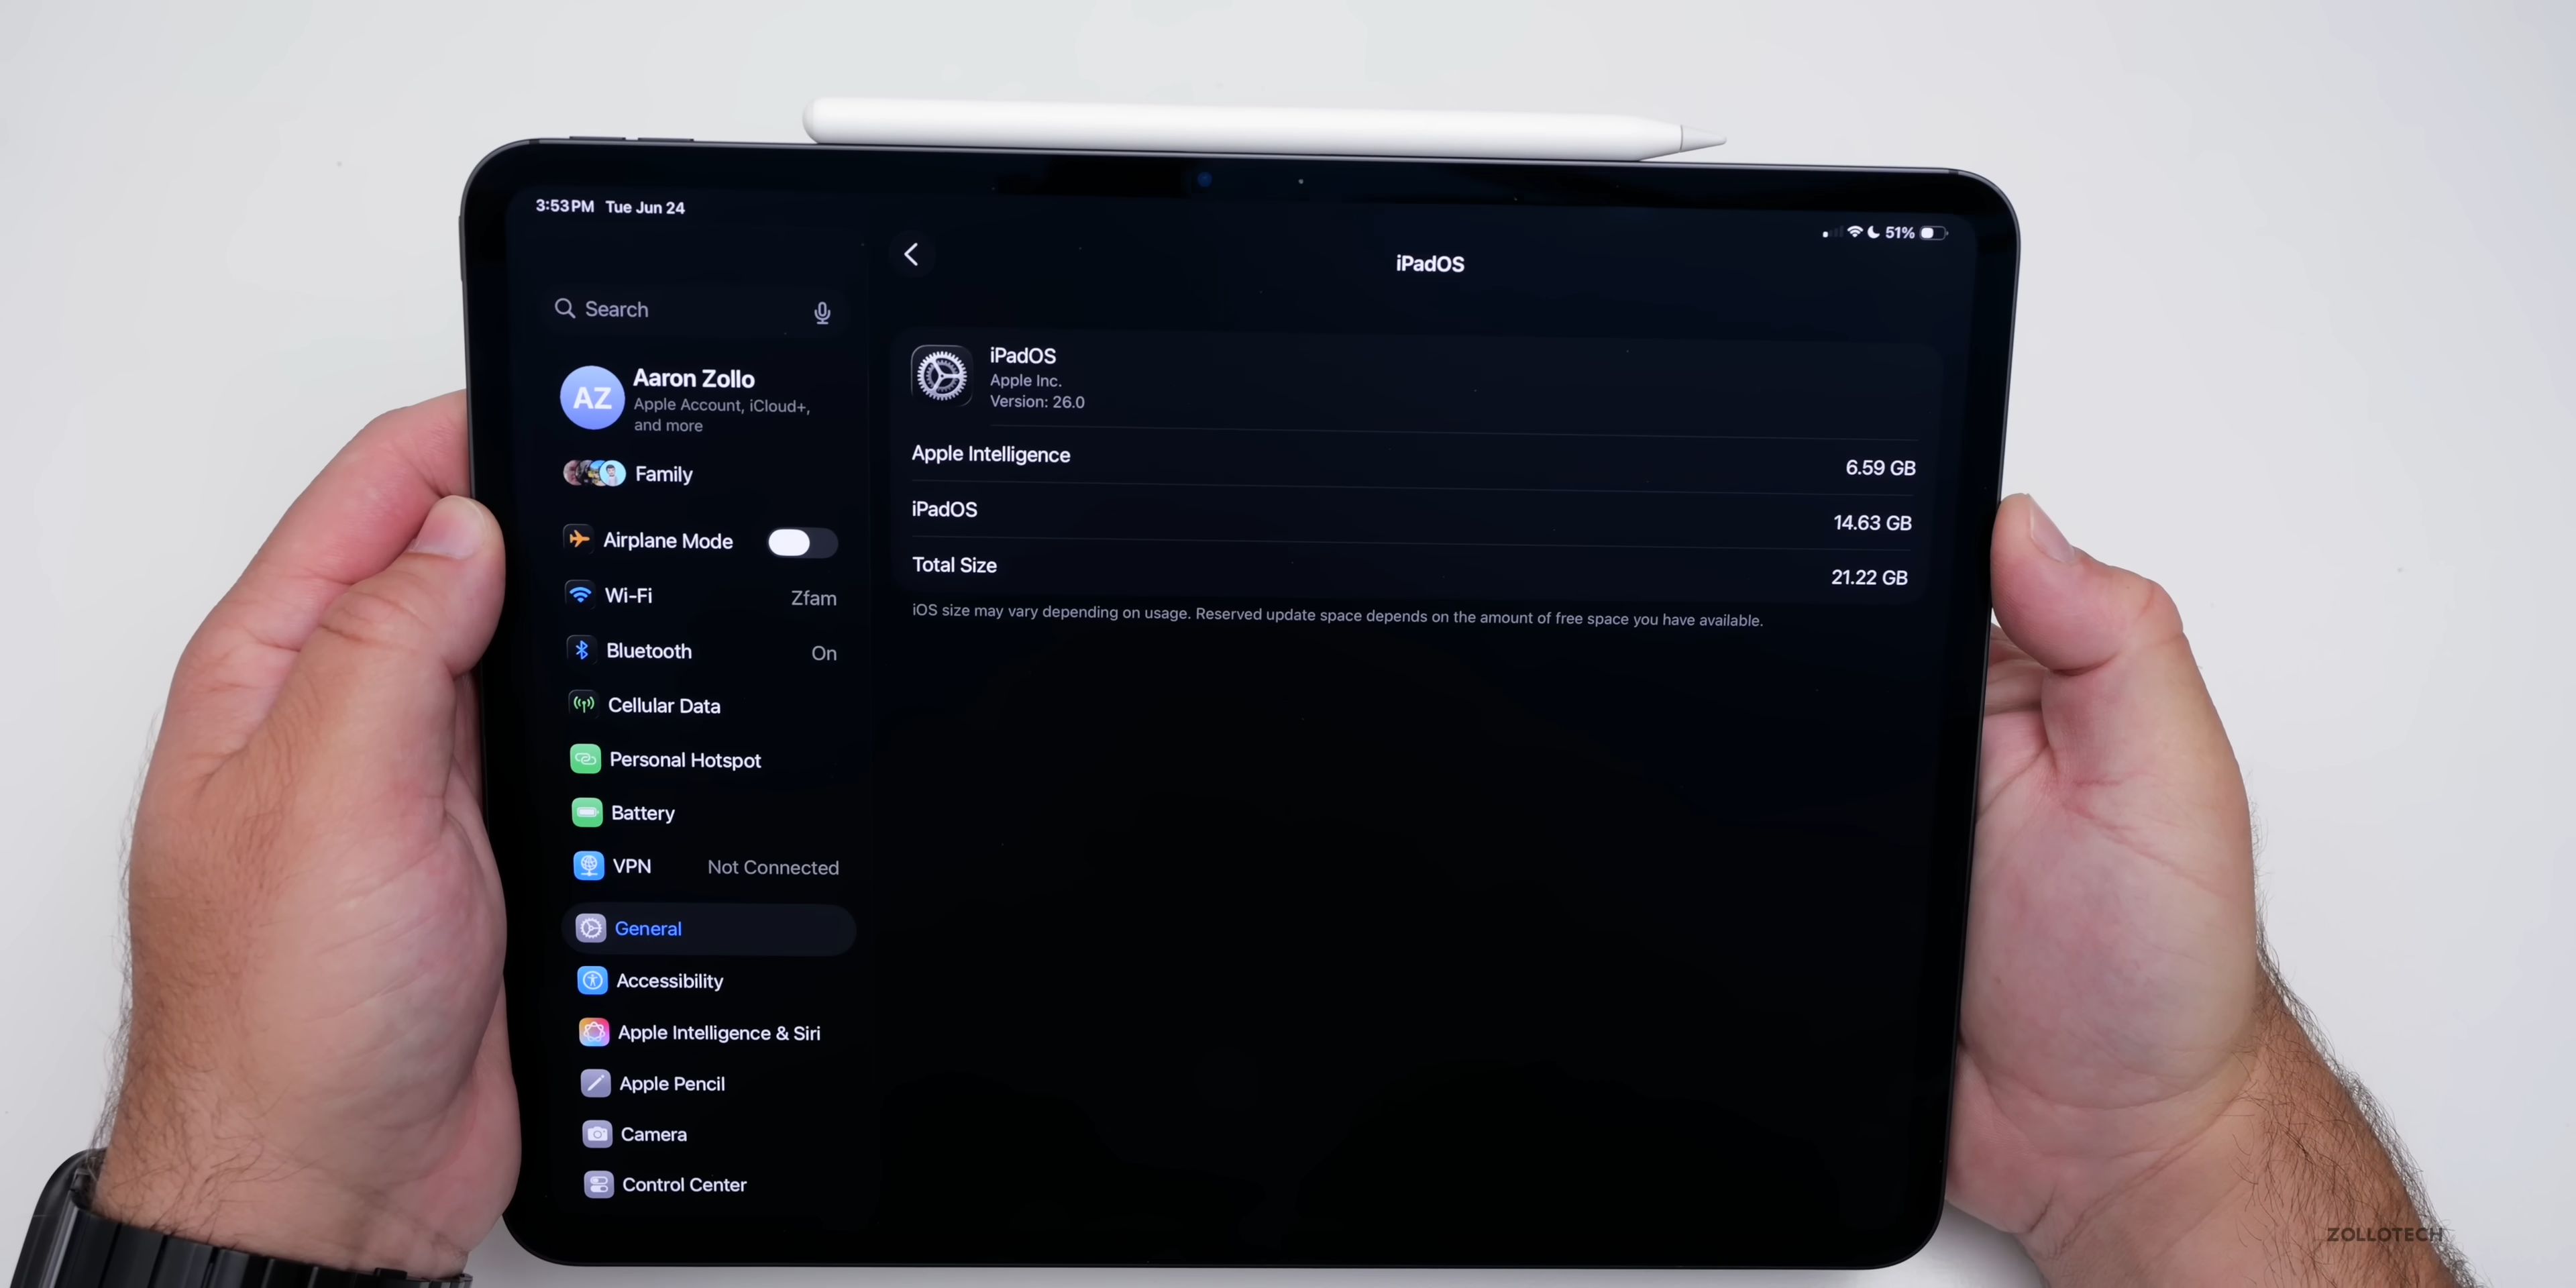 3:53 PM Tue Jun 24
51%
iPadOS
Search
AZ
Aaron Zollo
Apple Account, iCloud+,
and more
Family
Airplane Mode
Wi-Fi Zfam
Bluetooth On
Cellular Data
Personal Hotspot
Battery
VPN Not Connected
General
Accessibility
Apple Intelligence & Siri
Apple Pencil
Camera
Control Center
iPadOS
Apple Inc.
Version: 26.0
Apple Intelligence 6.59 GB
iPadOS 14.63 GB
Total Size 21.22 GB
iOS size may vary depending on usage. Reserved update space depends on the amount of free space you have available.
ZOLLOTECH